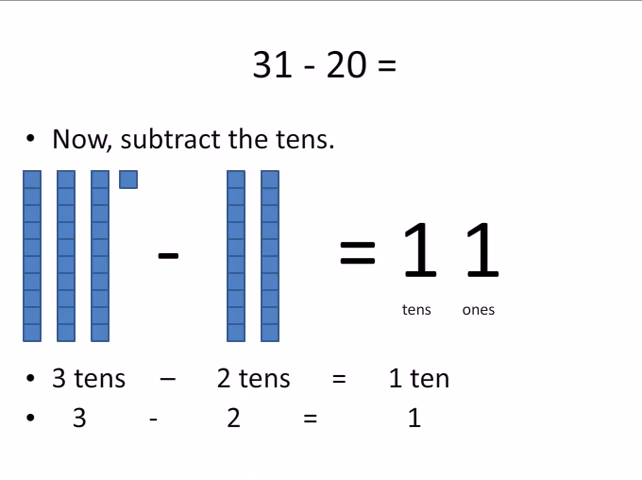 31 - 20 =
• Now, subtract the tens.
- = 1 1
tens ones
• 3 tens – 2 tens = 1 ten
• 3 - 2 = 1